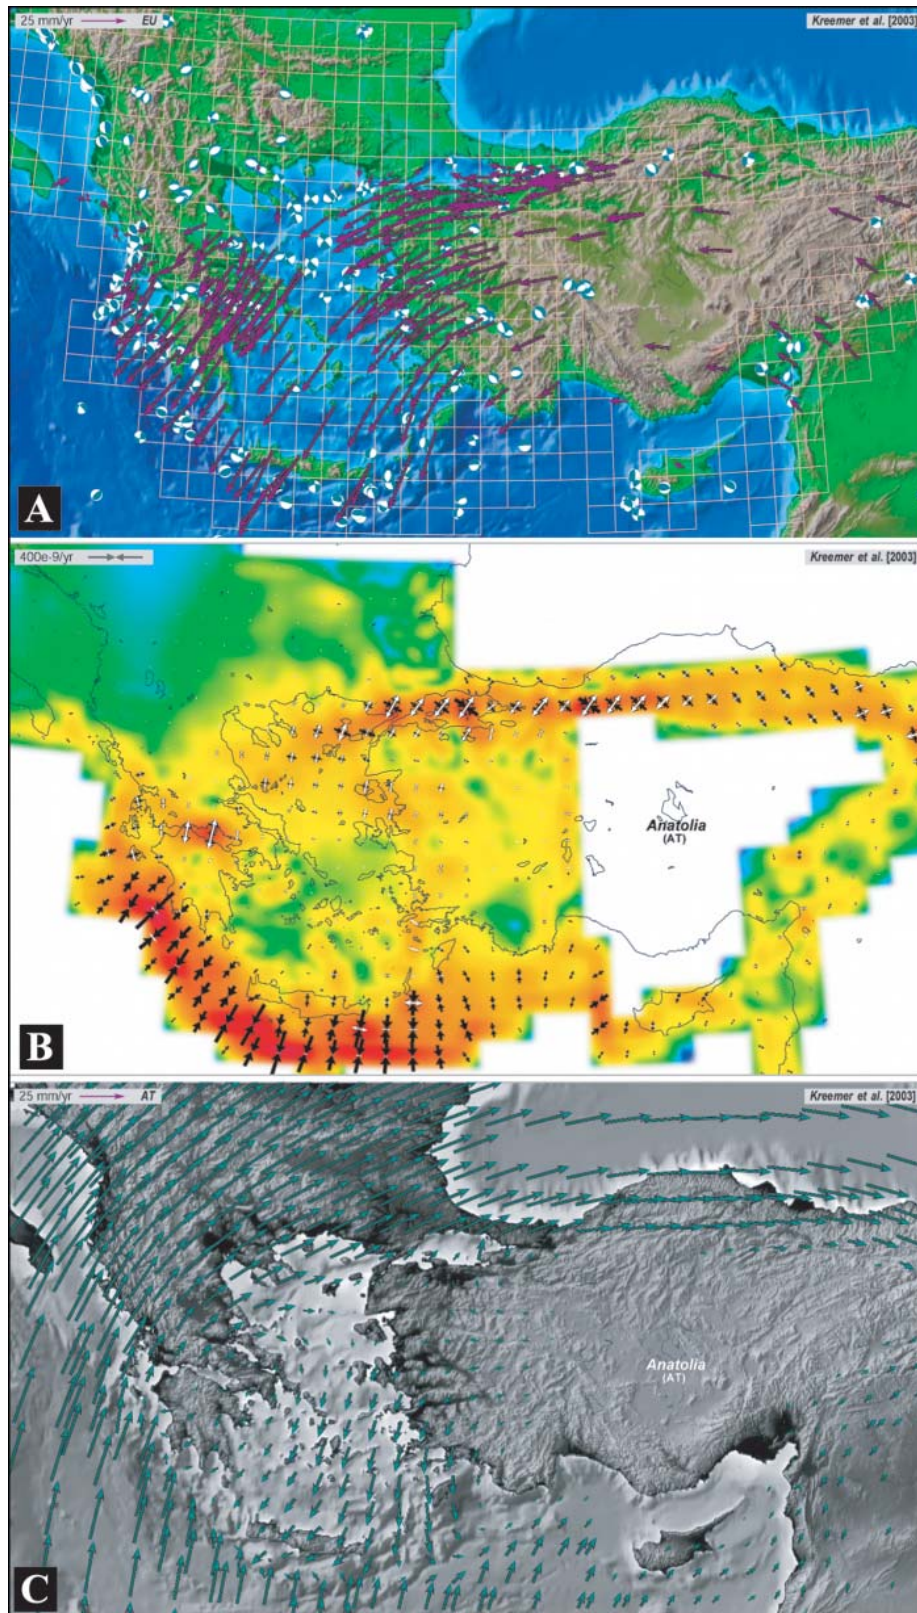 25 mm/yr EU
Kreemer et al. [2003]
A
400e-9/yr
Kreemer et al. [2003]
Anatolia
(AT)
B
25 mm/yr AT
Kreemer et al. [2003]
Anatolia
(AT)
C